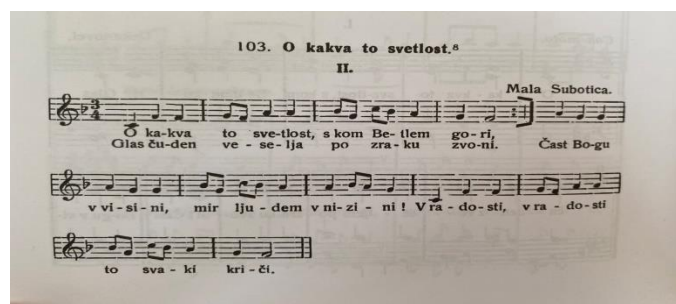 103. O kakva to svetlost.⁸
II.
Mala Subotica.
3
4
O ka-kva to sve-tlost, s kom Be-tlem go-ri,
Glas ču-den ve-se-lja po zra-ku zvo-ni. Čast Bo-gu
v vi-si-ni, mir lju-dem v ni-zi-ni! V ra-do-sti, v ra-do-sti
to sva-ki kri-či.